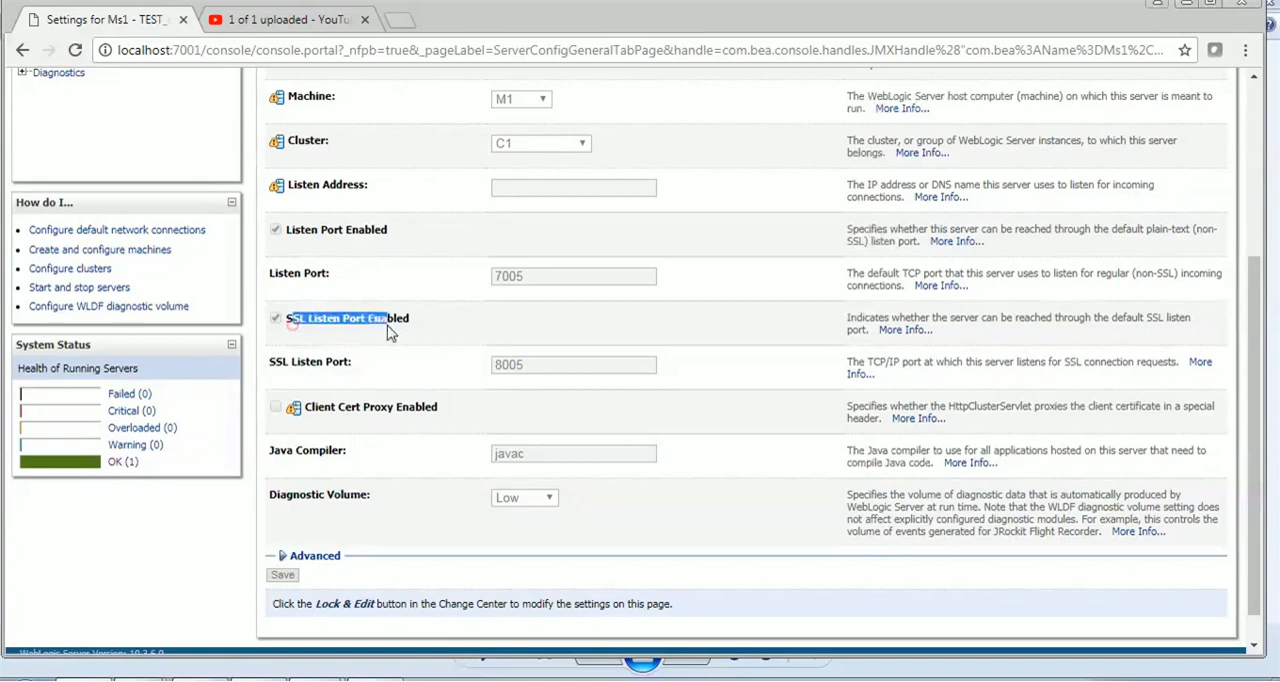 Settings for Ms1 - TEST_
1 of 1 uploaded - YouTu
localhost:7001/console/console.portal?_nfpb=true&_pageLabel=ServerConfigGeneralTabPage&handle=com.bea.console.handles.JMXHandle%28"com.bea%3AName%3DMs1%2C...
Diagnostics
How do I...
Configure default network connections
Create and configure machines
Configure clusters
Start and stop servers
Configure WLDF diagnostic volume
System Status
Health of Running Servers
Failed (0)
Critical (0)
Overloaded (0)
Warning (0)
OK (1)
Machine:
M1
The WebLogic Server host computer (machine) on which this server is meant to
run. More Info...
Cluster:
C1
The cluster, or group of WebLogic Server instances, to which this server
belongs. More Info...
Listen Address:
The IP address or DNS name this server uses to listen for incoming
connections. More Info...
Listen Port Enabled
Specifies whether this server can be reached through the default plain-text (non-
SSL) listen port. More Info...
Listen Port:
7005
The default TCP port that this server uses to listen for regular (non-SSL) incoming
connections. More Info...
SSL Listen Port Enabled
Indicates whether the server can be reached through the default SSL listen
port. More Info...
SSL Listen Port:
8005
The TCP/IP port at which this server listens for SSL connection requests. More
Info...
Client Cert Proxy Enabled
Specifies whether the HttpClusterServlet proxies the client certificate in a special
header. More Info...
Java Compiler:
javac
The Java compiler to use for all applications hosted on this server that need to
compile Java code. More Info...
Diagnostic Volume:
Low
Specifies the volume of diagnostic data that is automatically produced by
WebLogic Server at run time. Note that the WLDF diagnostic volume setting does
not affect explicitly configured diagnostic modules. For example, this controls the
volume of events generated for JRockit Flight Recorder. More Info...
Advanced
Save
Click the Lock & Edit button in the Change Center to modify the settings on this page.
WebLogic Server Version: 10.3.6.0